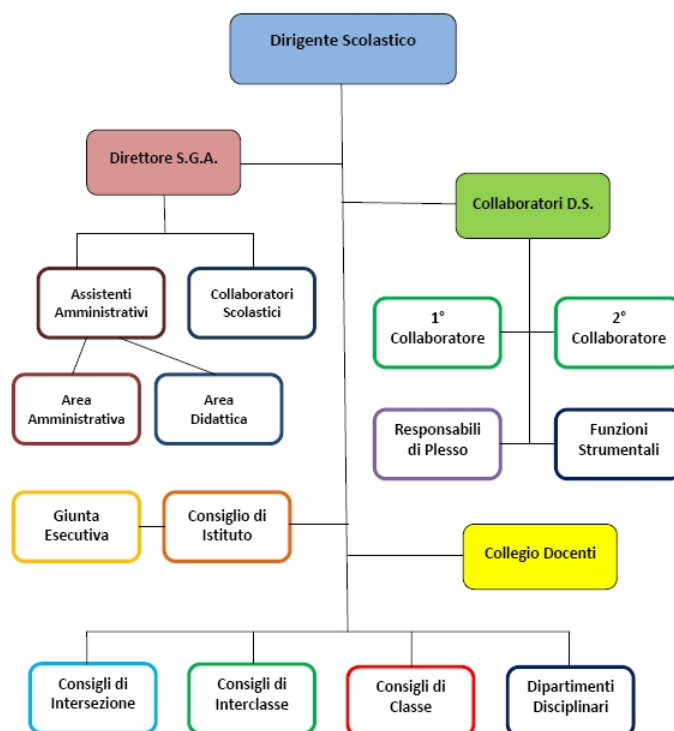 Dirigente Scolastico
Direttore S.G.A.
Collaboratori D.S.
Assistenti
Amministrativi
Collaboratori
Scolastici
1°
Collaboratore
2°
Collaboratore
Area
Amministrativa
Area
Didattica
Responsabili
di Plesso
Funzioni
Strumentali
Giunta
Esecutiva
Consiglio di
Istituto
Collegio Docenti
Consigli di
Intersezione
Consigli di
Interclasse
Consigli di
Classe
Dipartimenti
Disciplinari